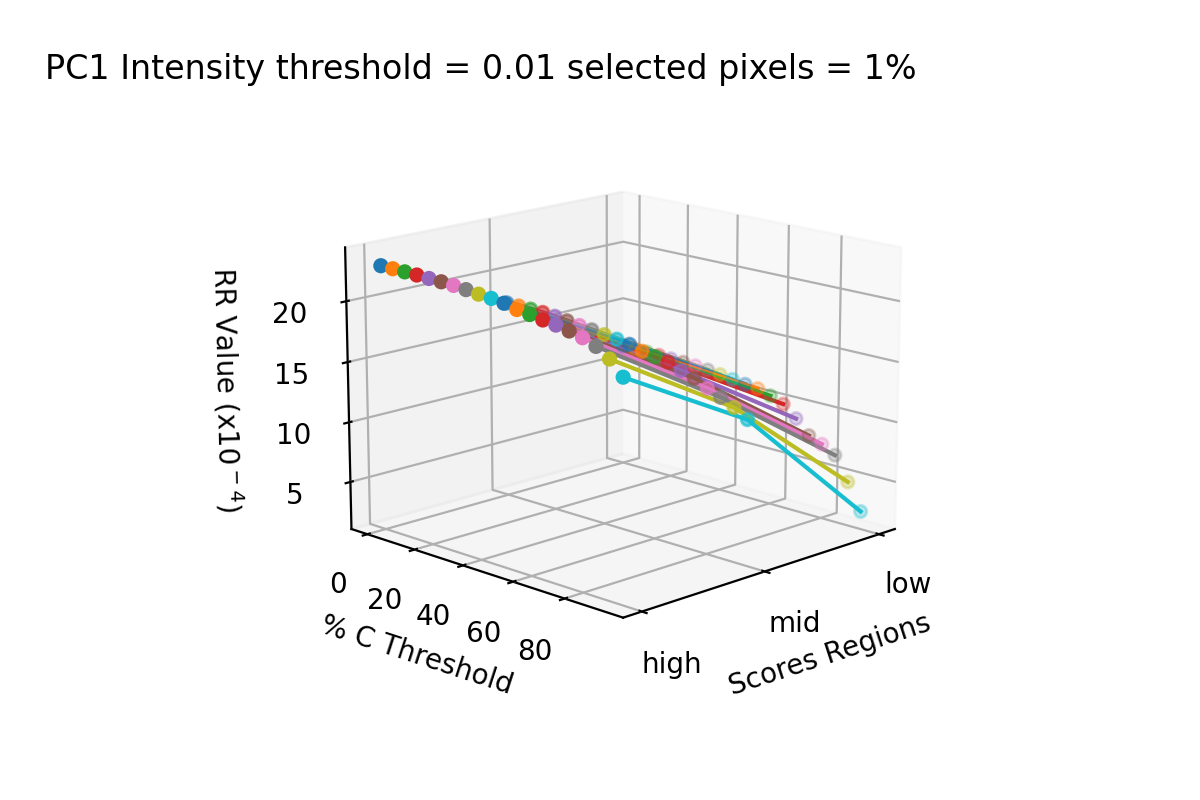 PC1 Intensity threshold = 0.01 selected pixels = 1%
RR Value (x10⁻⁴)
20
15
10
5
0
20
40
60
80
% C Threshold
high
mid
low
Scores Regions